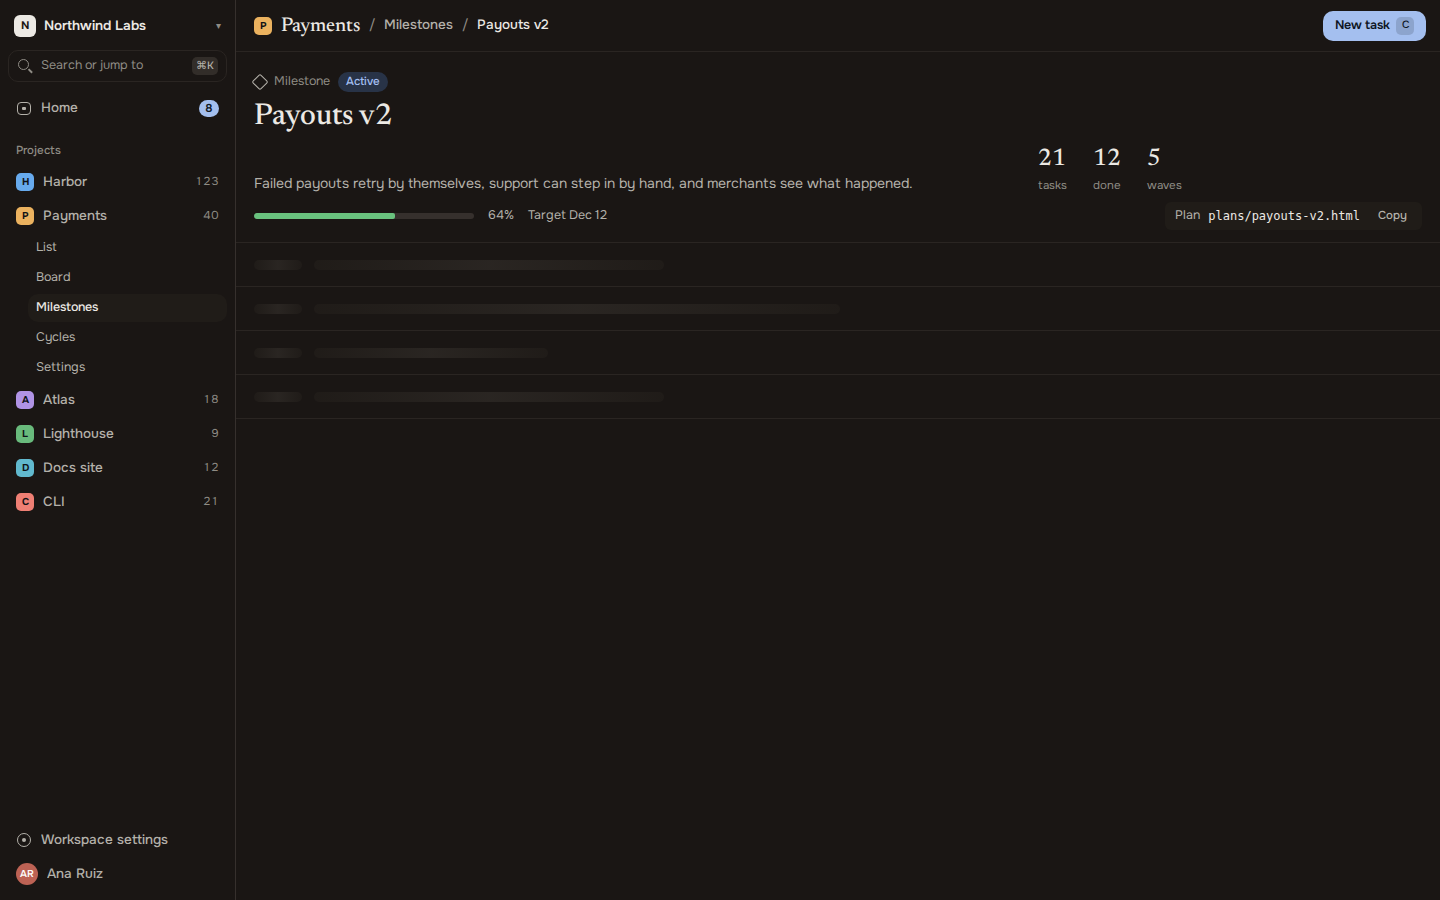 N Northwind Labs ▾
Search or jump to ⌘K
Home 8
Projects
H Harbor 123
P Payments 40
List
Board
Milestones
Cycles
Settings
A Atlas 18
L Lighthouse 9
D Docs site 12
C CLI 21
Workspace settings
AR Ana Ruiz
P Payments / Milestones / Payouts v2
New task C
Milestone Active
Payouts v2
Failed payouts retry by themselves, support can step in by hand, and merchants see what happened.
21 12 5
tasks done waves
64% Target Dec 12
Plan plans/payouts-v2.html Copy